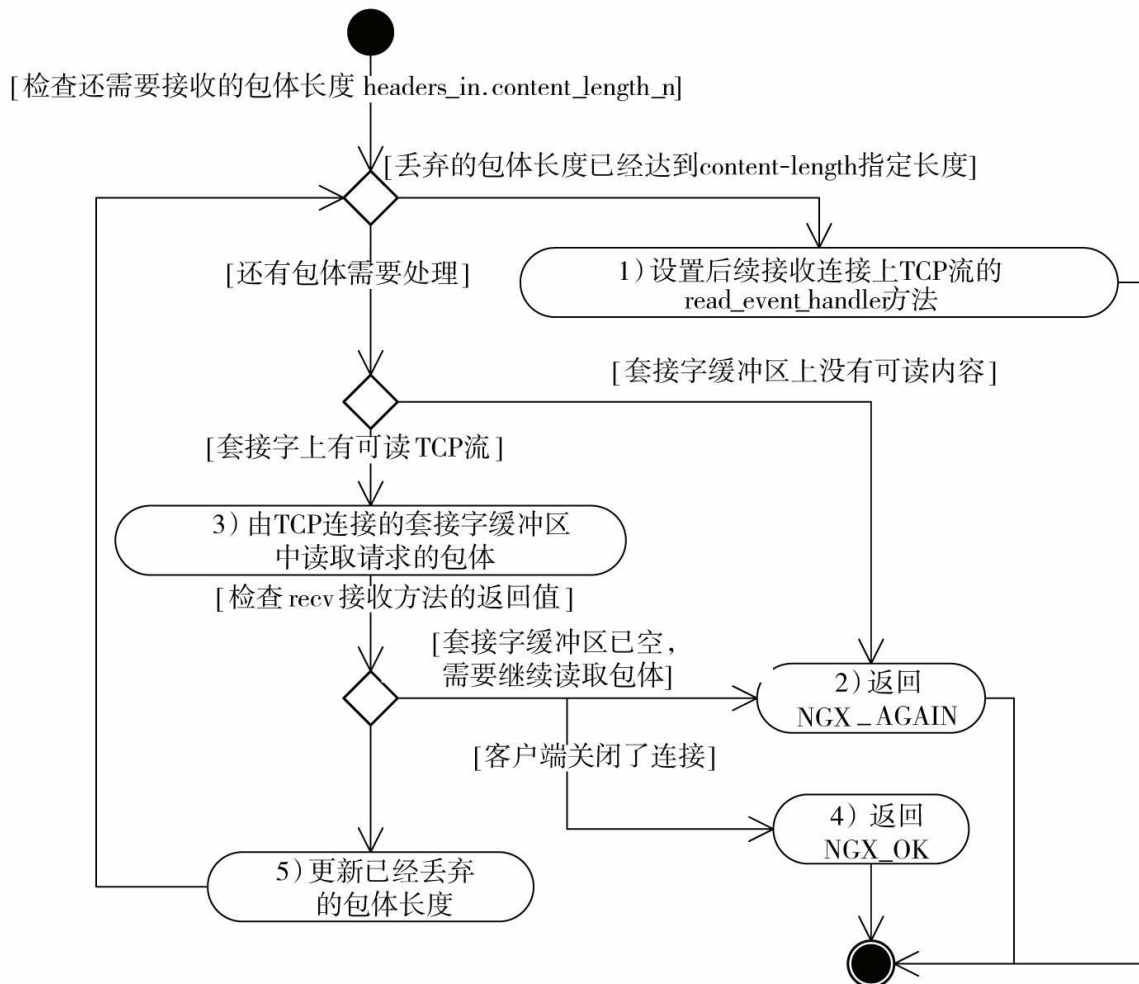 [检查还需要接收的包体长度 headers_in.content_length_n]
[丢弃的包体长度已经达到content-length指定长度]
[还有包体需要处理]
1）设置后续接收连接上TCP流的
read_event_handler方法
[套接字缓冲区上没有可读内容]
[套接字上有可读TCP流]
3）由TCP连接的套接字缓冲区
中读取请求的包体
[检查recv接收方法的返回值]
[套接字缓冲区已空，
需要继续读取包体]
2）返回
NGX_AGAIN
[客户端关闭了连接]
4）返回
NGX_OK
5）更新已经丢弃
的包体长度